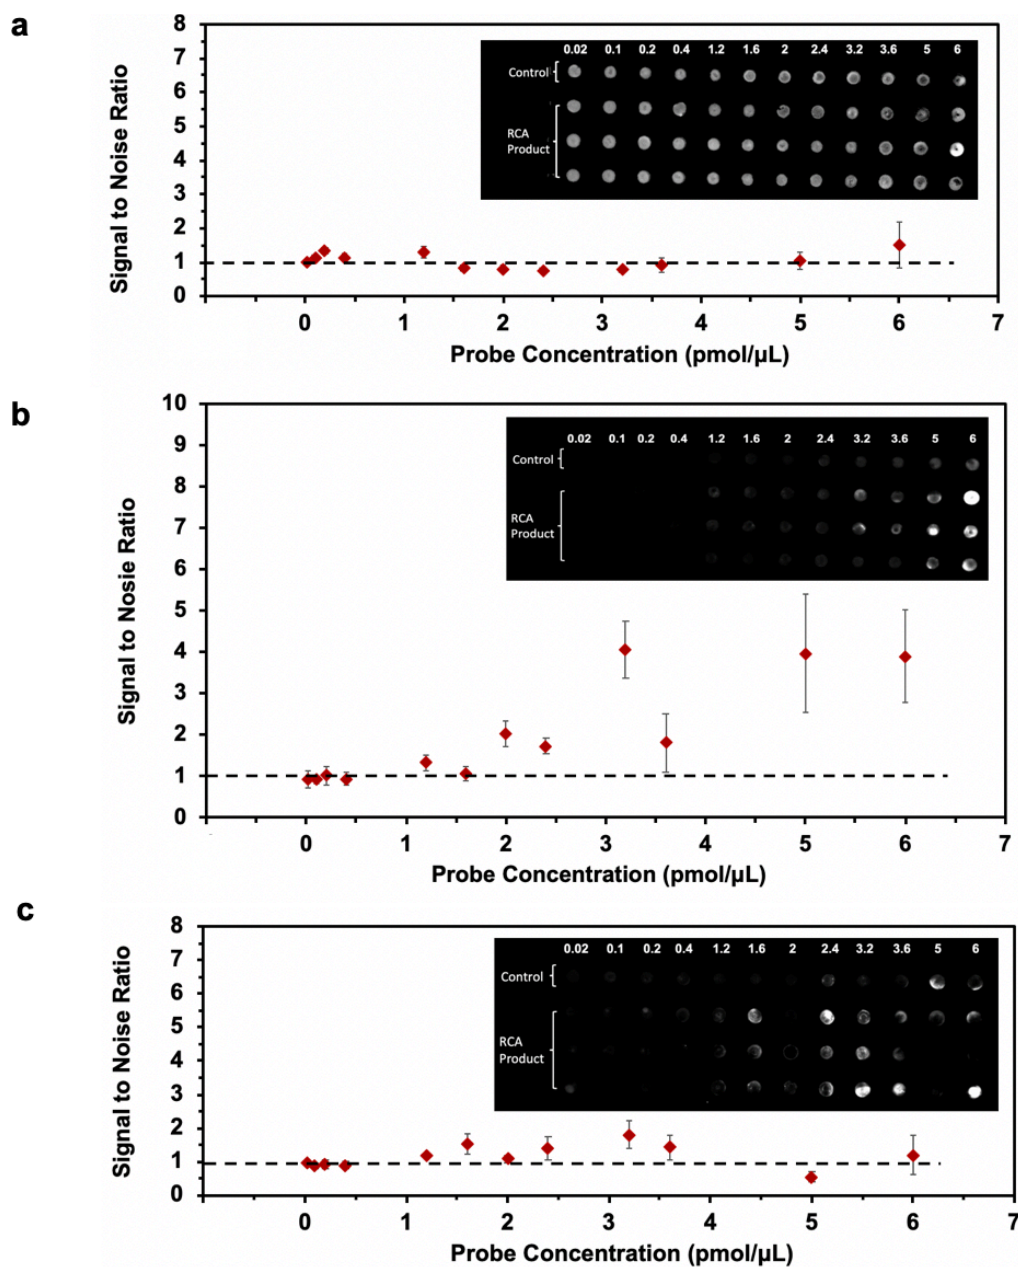 a
8
7
6
5
4
3
2
1
0
Signal to Noise Ratio
0.02 0.1 0.2 0.4 1.2 1.6 2 2.4 3.2 3.6 5 6
Control
RCA
Product
0 1 2 3 4 5 6 7
Probe Concentration (pmol/µL)
b
10
9
8
7
6
5
4
3
2
1
0
Signal to Nosie Ratio
0.02 0.1 0.2 0.4 1.2 1.6 2 2.4 3.2 3.6 5 6
Control
RCA
Product
0 1 2 3 4 5 6 7
Probe Concentration (pmol/µL)
c
8
7
6
5
4
3
2
1
0
Signal to Noise Ratio
0.02 0.1 0.2 0.4 1.2 1.6 2 2.4 3.2 3.6 5 6
Control
RCA
Product
0 1 2 3 4 5 6 7
Probe Concentration (pmol/µL)